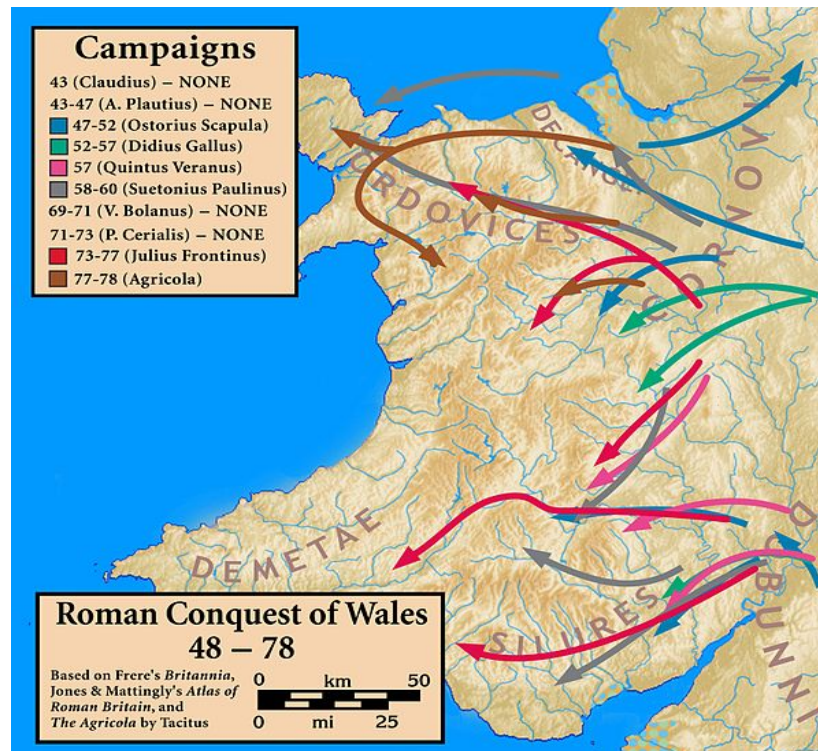 Campaigns
43 (Claudius) – NONE
43-47 (A. Plautius) – NONE
47-52 (Ostorius Scapula)
52-57 (Didius Gallus)
57 (Quintus Veranus)
58-60 (Suetonius Paulinus)
69-71 (V. Bolanus) – NONE
71-73 (P. Cerialis) – NONE
73-77 (Julius Frontinus)
77-78 (Agricola)
DECANGLI
ORDOVICES
CORNOVII
DEMETAE
SILURES
DOBUNNI
Roman Conquest of Wales
48 – 78
Based on Frere's Britannia,
Jones & Mattingly's Atlas of
Roman Britain, and
The Agricola by Tacitus
0 km 50
0 mi 25